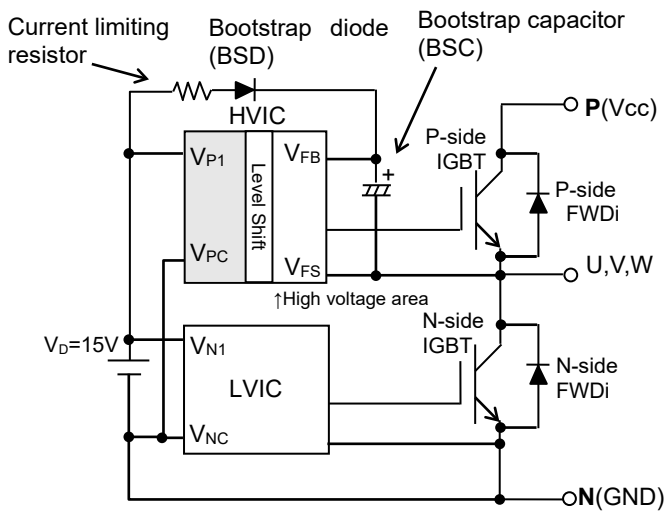 Current limiting
resistor
Bootstrap diode
(BSD)
Bootstrap capacitor
(BSC)
HVIC
P(Vcc)
VP1
Level Shift
VFB
P-side
IGBT
+
P-side
FWDi
VPC
VFS
U,V,W
↑High voltage area
VD=15V
VN1
N-side
IGBT
N-side
FWDi
LVIC
VNC
N(GND)